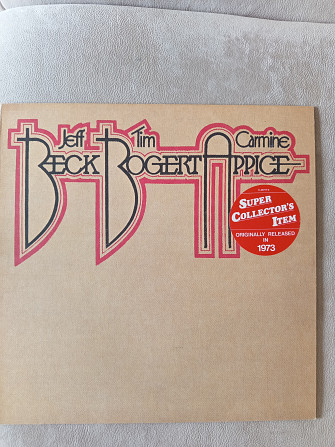 Jeff Tim Carmine
BECK BOGERT APPICE
SUPER
COLLECTOR'S
ITEM
ORIGINALLY RELEASED
IN
1973